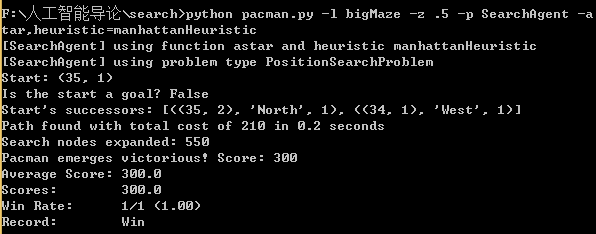 F:\人工智能导论\search>python pacman.py -l bigMaze -z .5 -p SearchAgent -a
tar,heuristic=manhattanHeuristic
[SearchAgent] using function astar and heuristic manhattanHeuristic
[SearchAgent] using problem type PositionSearchProblem
Start: (35, 1)
Is the start a goal? False
Start's successors: [((35, 2), 'North', 1), ((34, 1), 'West', 1)]
Path found with total cost of 210 in 0.2 seconds
Search nodes expanded: 550
Pacman emerges victorious! Score: 300
Average Score: 300.0
Scores:        300.0
Win Rate:      1/1 (1.00)
Record:        Win